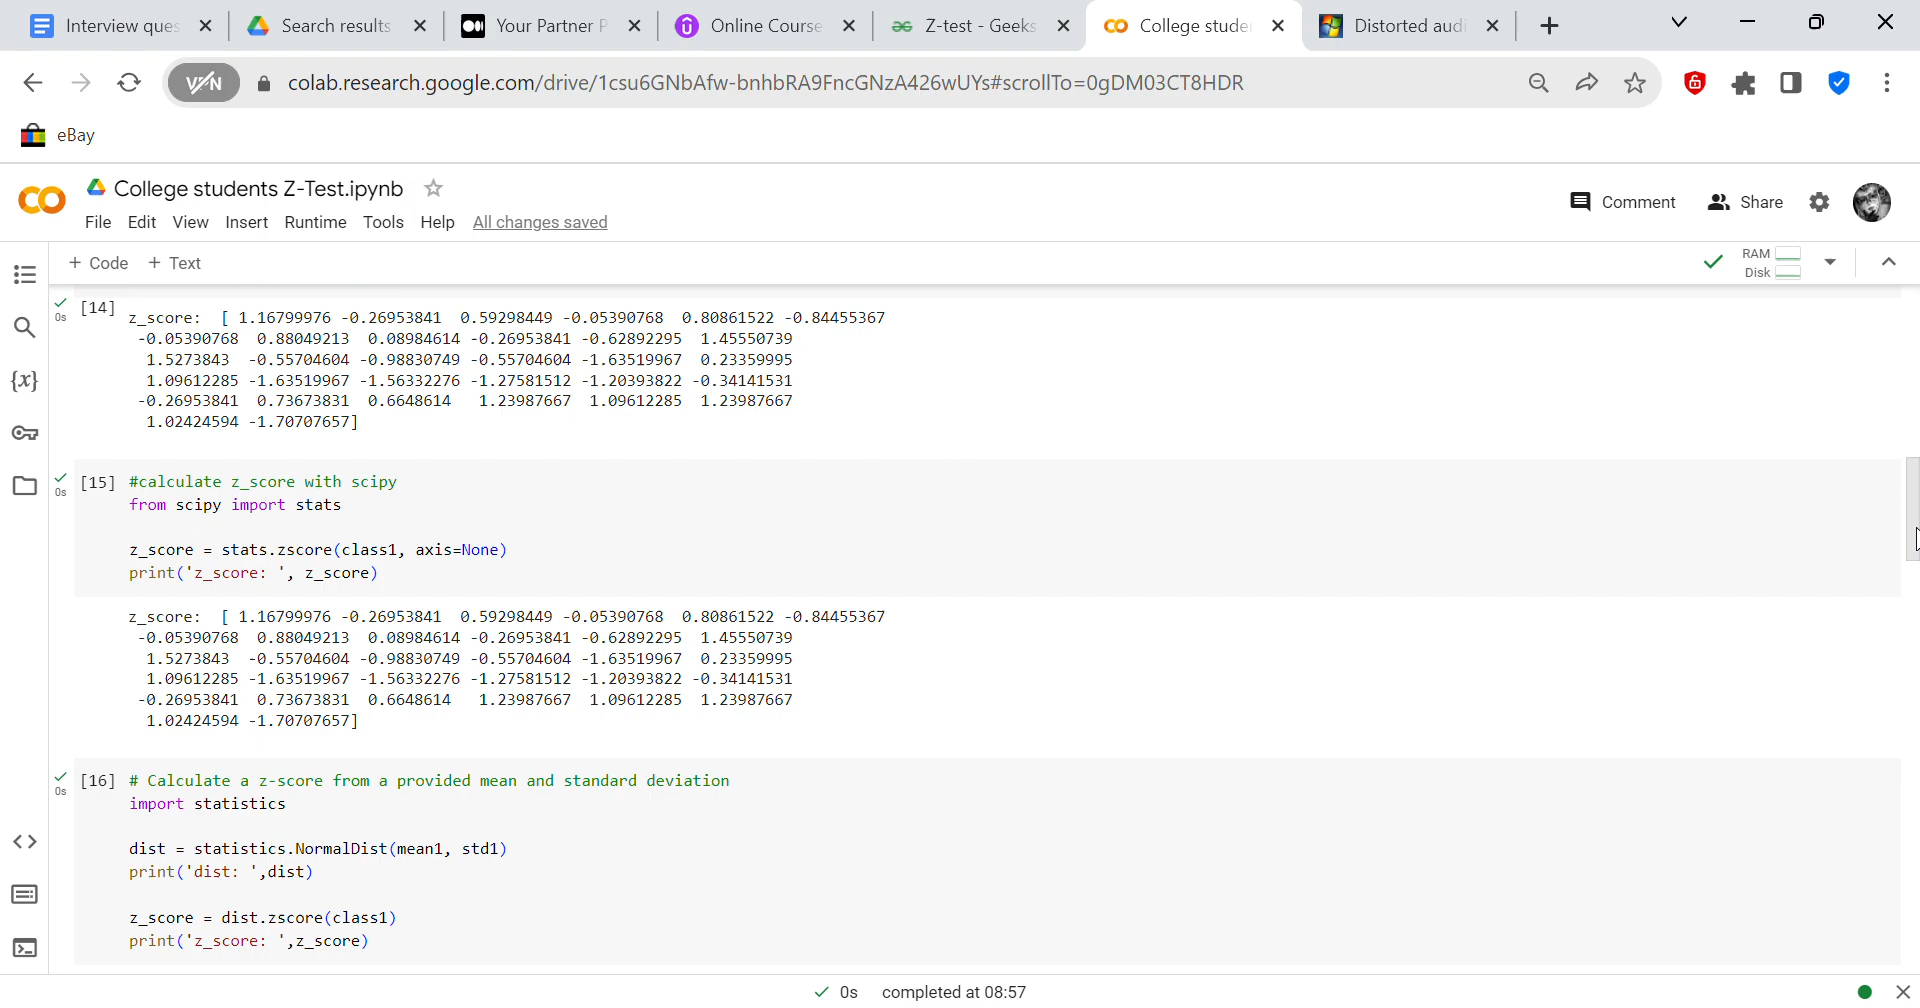 Interview ques
Search results
Your Partner P
Online Course
Z-test - Geeks
College stude
Distorted audi
VPN
colab.research.google.com/drive/1csu6GNbAfw-bnhbRA9FncGNzA426wUYs#scrollTo=0gDM03CT8HDR
eBay
College students Z-Test.ipynb
Comment
Share
File Edit View Insert Runtime Tools Help All changes saved
+ Code + Text
RAM
Disk
0s
[14]
z_score:  [ 1.16799976 -0.26953841  0.59298449 -0.05390768  0.80861522 -0.84455367
-0.05390768  0.88049213  0.08984614 -0.26953841 -0.62892295  1.45550739
1.5273843  -0.55704604 -0.98830749 -0.55704604 -1.63519967  0.23359995
1.09612285 -1.63519967 -1.56332276 -1.27581512 -1.20393822 -0.34141531
-0.26953841  0.73673831  0.6648614   1.23987667  1.09612285  1.23987667
1.02424594 -1.70707657]
0s
[15] #calculate z_score with scipy
from scipy import stats
z_score = stats.zscore(class1, axis=None)
print('z_score: ', z_score)
z_score:  [ 1.16799976 -0.26953841  0.59298449 -0.05390768  0.80861522 -0.84455367
-0.05390768  0.88049213  0.08984614 -0.26953841 -0.62892295  1.45550739
1.5273843  -0.55704604 -0.98830749 -0.55704604 -1.63519967  0.23359995
1.09612285 -1.63519967 -1.56332276 -1.27581512 -1.20393822 -0.34141531
-0.26953841  0.73673831  0.6648614   1.23987667  1.09612285  1.23987667
1.02424594 -1.70707657]
0s
[16] # Calculate a z-score from a provided mean and standard deviation
import statistics
dist = statistics.NormalDist(mean1, std1)
print('dist: ',dist)
z_score = dist.zscore(class1)
print('z_score: ',z_score)
{x}
0s completed at 08:57